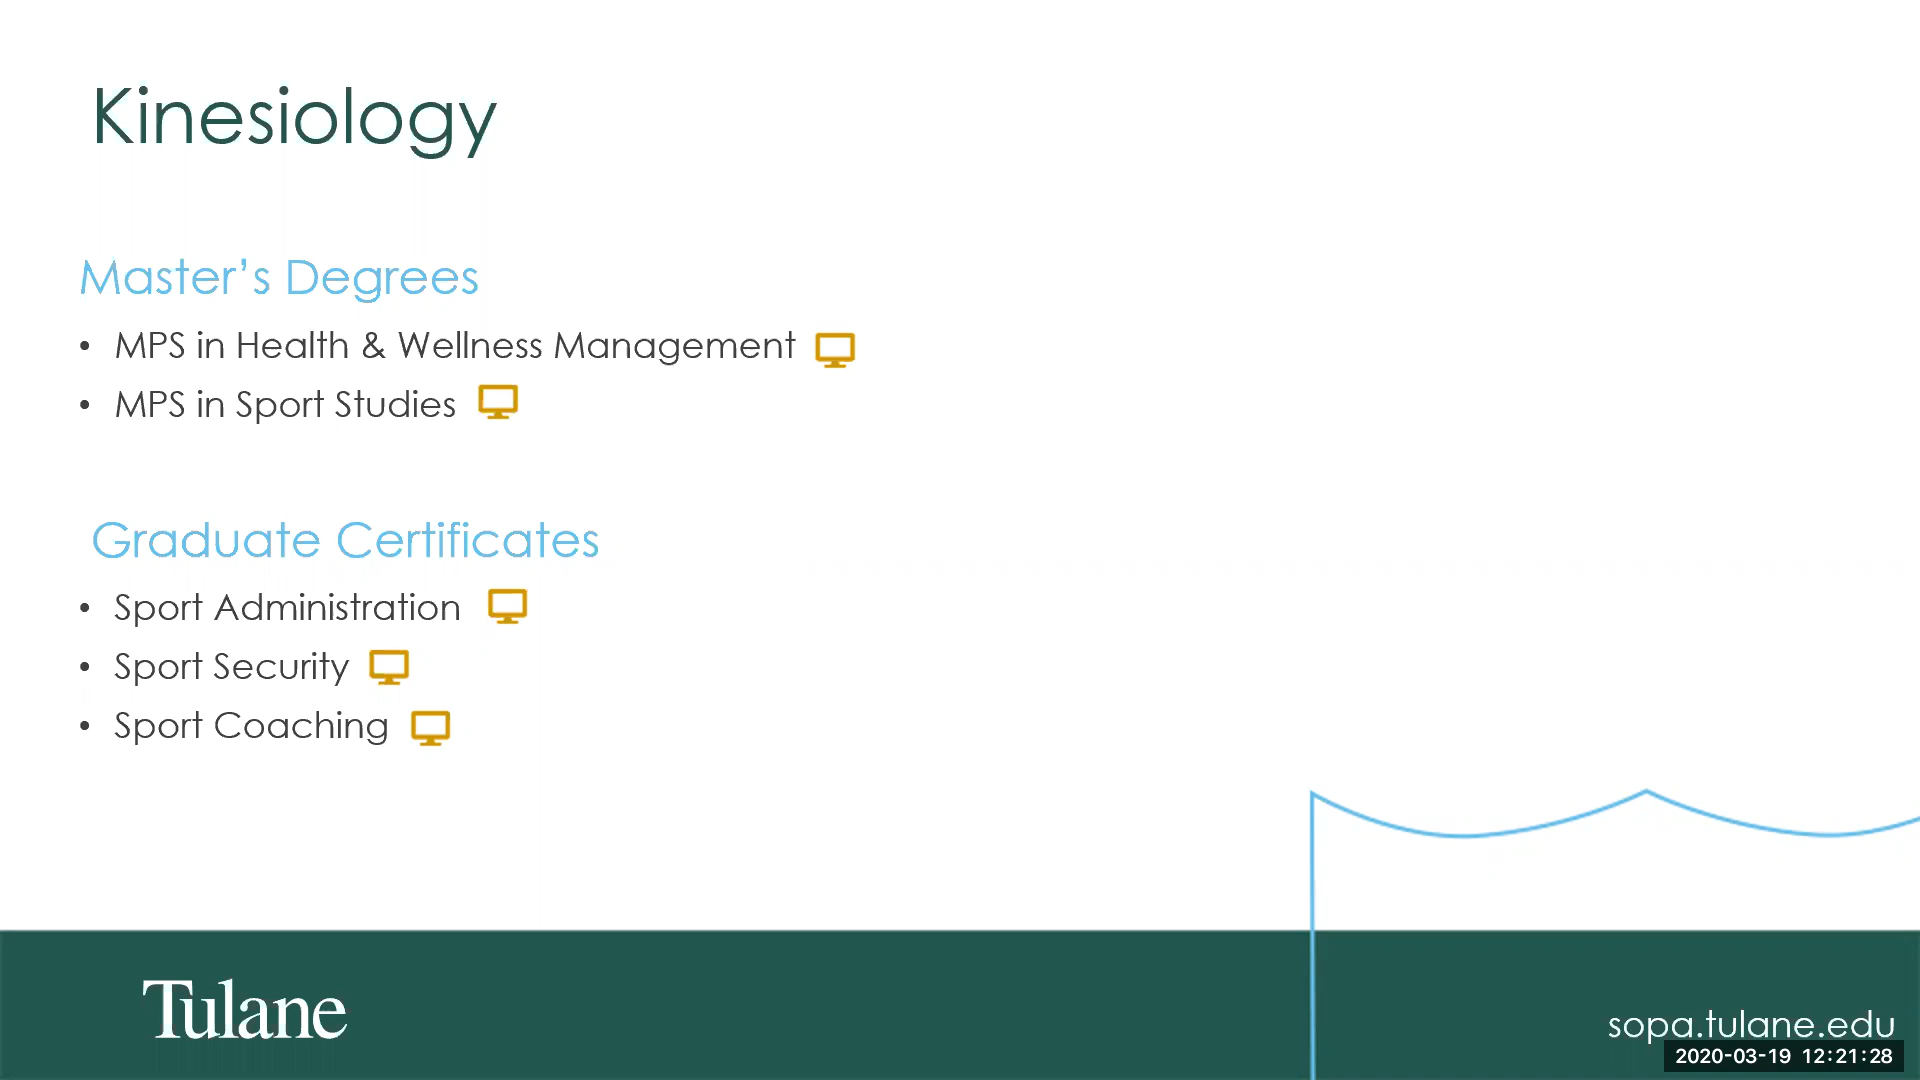 Kinesiology
Master’s Degrees
• MPS in Health & Wellness Management
• MPS in Sport Studies
Graduate Certificates
• Sport Administration
• Sport Security
• Sport Coaching
Tulane
sopa.tulane.edu
2020-03-19 12:21:28